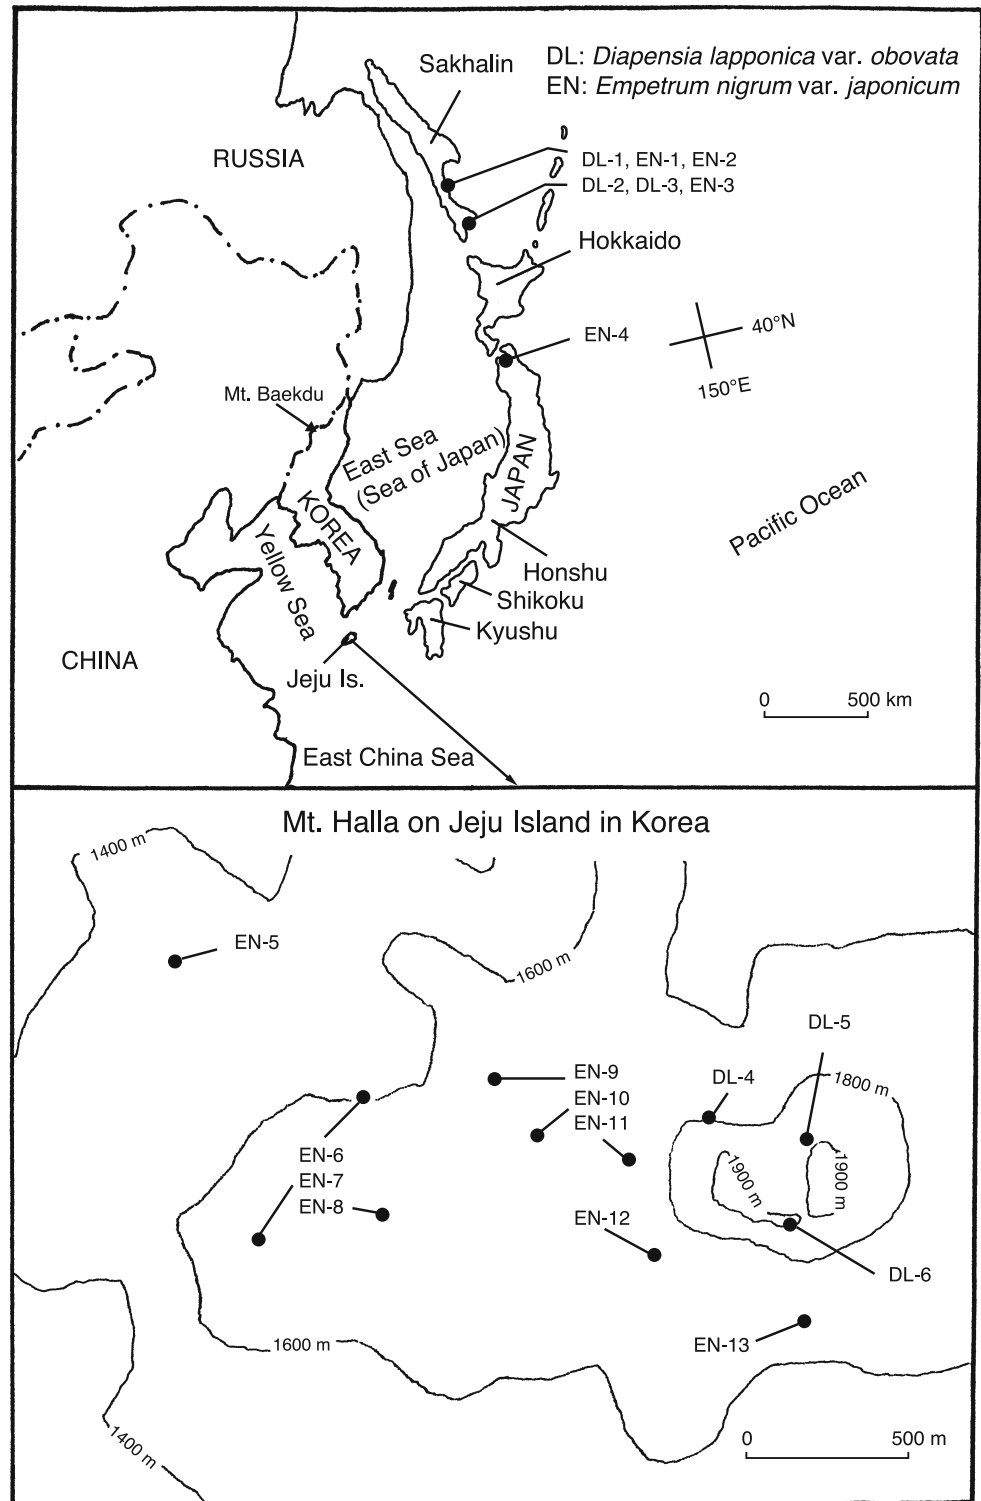 Sakhalin
DL: Diapensia lapponica var. obovata
EN: Empetrum nigrum var. japonicum
RUSSIA
DL-1, EN-1, EN-2
DL-2, DL-3, EN-3
Hokkaido
EN-4
40°N
150°E
Mt. Baekdu
East Sea
(Sea of Japan)
JAPAN
KOREA
Pacific Ocean
Yellow Sea
Honshu
Shikoku
Kyushu
CHINA
Jeju Is.
0 500 km
East China Sea
Mt. Halla on Jeju Island in Korea
1400 m
EN-5
1600 m
DL-5
EN-9
DL-4
1800 m
EN-10
EN-11
EN-6
EN-7
EN-8
1900 m
1900 m
EN-12
DL-6
1600 m
EN-13
1400 m
0 500 m